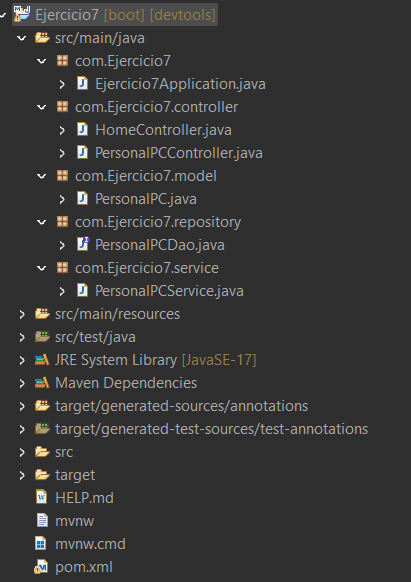 Ejercicio7 [boot] [devtools]
src/main/java
com.Ejercicio7
Ejercicio7Application.java
com.Ejercicio7.controller
HomeController.java
PersonalPCController.java
com.Ejercicio7.model
PersonalPC.java
com.Ejercicio7.repository
PersonalPCDao.java
com.Ejercicio7.service
PersonalPCService.java
src/main/resources
src/test/java
JRE System Library [JavaSE-17]
Maven Dependencies
target/generated-sources/annotations
target/generated-test-sources/test-annotations
src
target
HELP.md
mvnw
mvnw.cmd
pom.xml